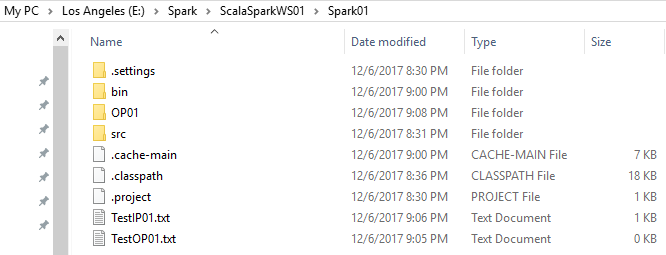 My PC > Los Angeles (E:) > Spark > ScalaSparkWS01 > Spark01
Name Date modified Type Size
.settings 12/6/2017 8:30 PM File folder
bin 12/6/2017 9:00 PM File folder
OP01 12/6/2017 9:08 PM File folder
src 12/6/2017 8:31 PM File folder
.cache-main 12/6/2017 9:00 PM CACHE-MAIN File 7 KB
.classpath 12/6/2017 8:36 PM CLASSPATH File 18 KB
.project 12/6/2017 8:30 PM PROJECT File 1 KB
TestIP01.txt 12/6/2017 9:06 PM Text Document 1 KB
TestOP01.txt 12/6/2017 9:05 PM Text Document 0 KB